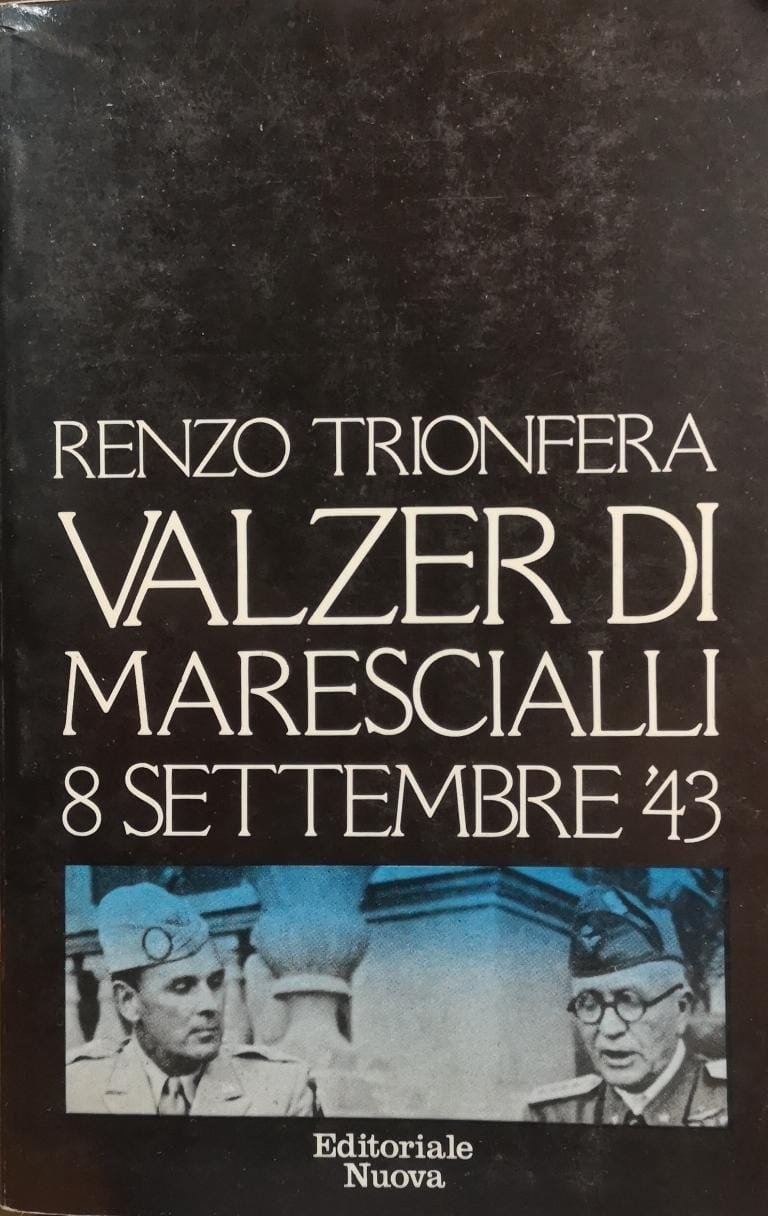 RENZO TRIONFERA
VALZER DI
MARESCIALLI
8 SETTEMBRE '43
Editoriale
Nuova